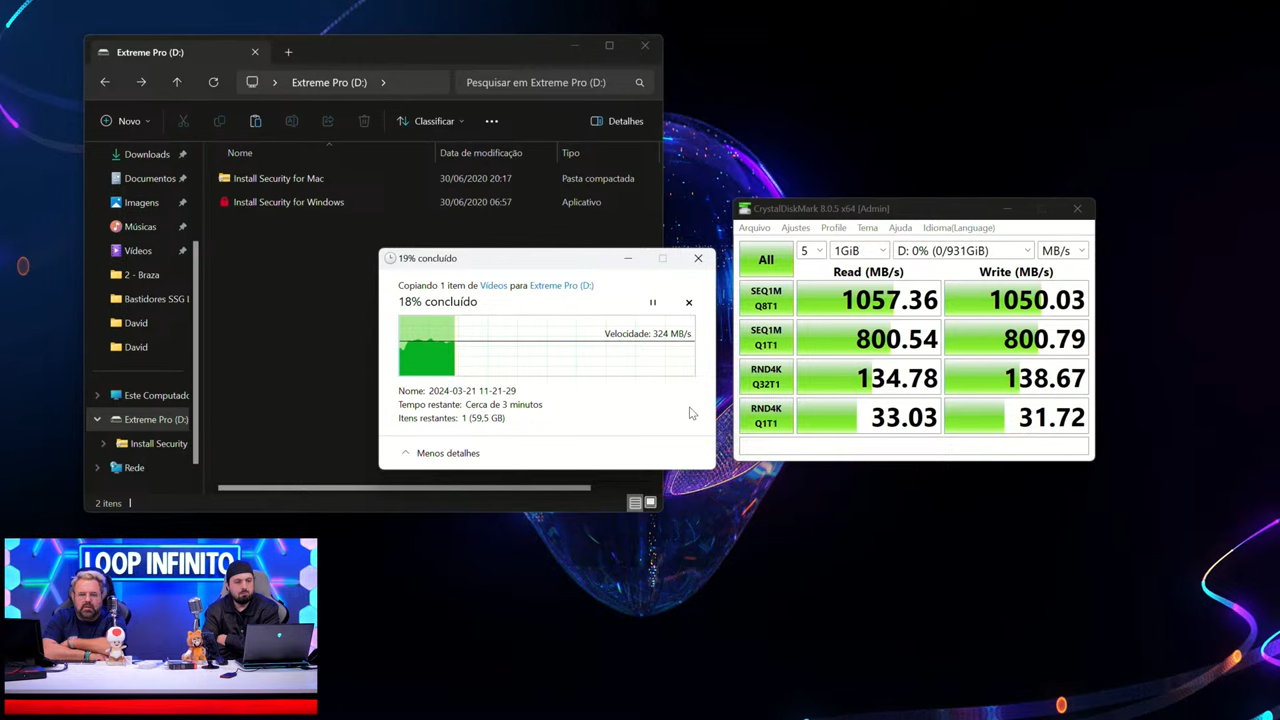 Extreme Pro (D:)
Extreme Pro (D:)
Pesquisar em Extreme Pro (D:)
Novo
Classificar
Detalhes
Downloads
Documentos
Imagens
Músicas
Vídeos
2 - Braza
Bastidores SSG L
David
David
Este Computado
Extreme Pro (D:)
Install Security
Rede
Nome
Data de modificação
Tipo
Install Security for Mac
30/06/2020 20:17
Pasta compactada
Install Security for Windows
30/06/2020 06:57
Aplicativo
2 itens
19% concluído
Copiando 1 item de Vídeos para Extreme Pro (D:)
18% concluído
Velocidade: 324 MB/s
Nome: 2024-03-21 11-21-29
Tempo restante: Cerca de 3 minutos
Itens restantes: 1 (59,5 GB)
Menos detalhes
CrystalDiskMark 8.0.5 x64 [Admin]
Arquivo Ajustes Profile Tema Ajuda Idioma(Language)
All
5
1GiB
D: 0% (0/931GiB)
MB/s
Read (MB/s)
Write (MB/s)
SEQ1M
Q8T1
1057.36
1050.03
SEQ1M
Q1T1
800.54
800.79
RND4K
Q32T1
134.78
138.67
RND4K
Q1T1
33.03
31.72
LOOP INFINITO